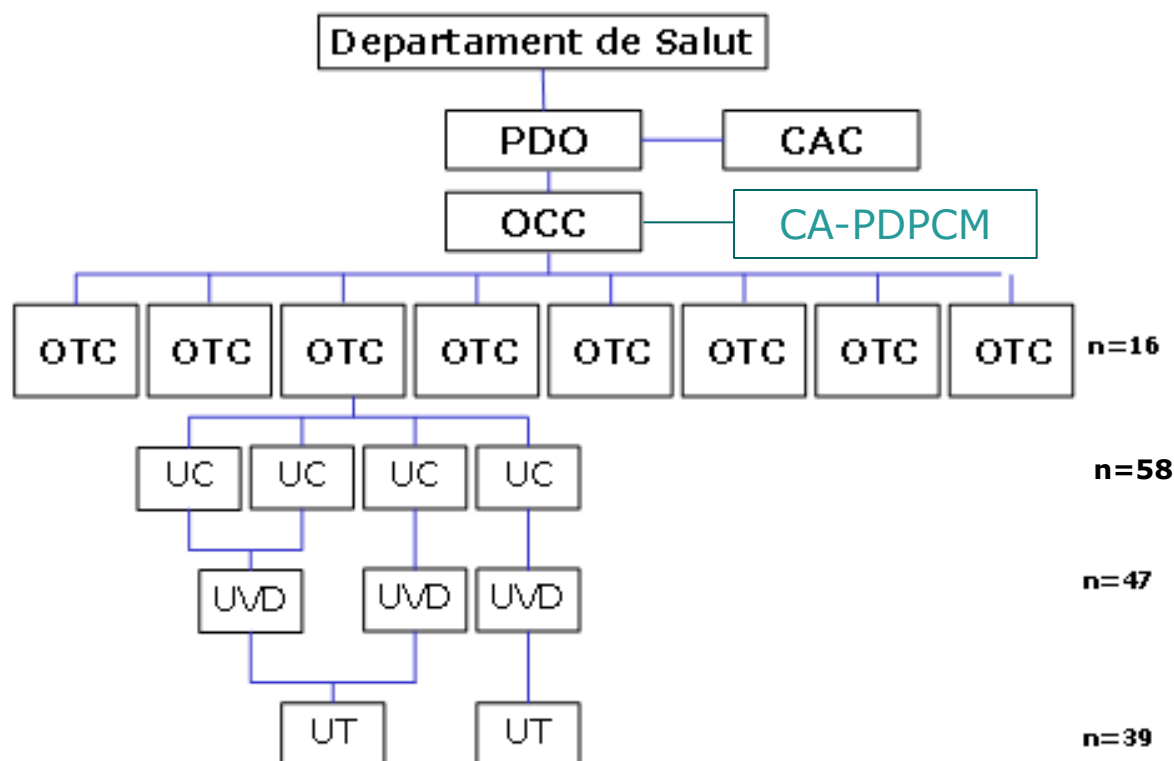 Departament de Salut
PDO CAC
OCC CA-PDPCM
OTC OTC OTC OTC OTC OTC OTC OTC n=16
UC UC UC UC n=58
UVD UVD UVD n=47
UT UT n=39